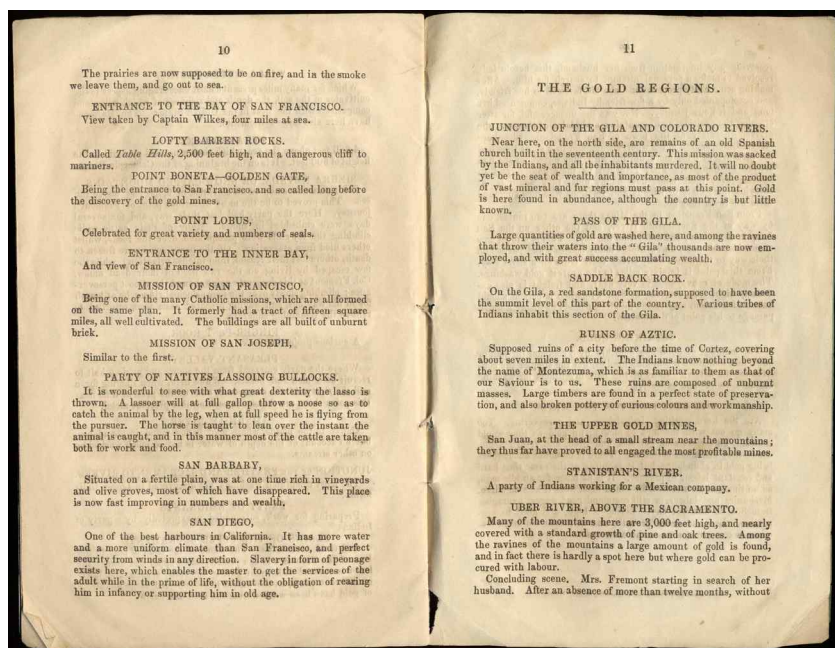 10
The prairies are now supposed to be on fire, and in the smoke
we leave them, and go out to sea.
ENTRANCE TO THE BAY OF SAN FRANCISCO.
View taken by Captain Wilkes, four miles at sea.
LOFTY BARREN ROCKS.
Called Table Hills, 2,500 feet high, and a dangerous cliff to
mariners.
POINT BONETA—GOLDEN GATE,
Being the entrance to San Francisco, and so called long before
the discovery of the gold mines.
POINT LOBUS,
Celebrated for great variety and numbers of seals.
ENTRANCE TO THE INNER BAY,
And view of San Francisco.
MISSION OF SAN FRANCISCO,
Being one of the many Catholic missions, which are all formed
on the same plan. It formerly had a tract of fifteen square
miles, all well cultivated. The buildings are all built of unburnt
brick.
MISSION OF SAN JOSEPH,
Similar to the first.
PARTY OF NATIVES LASSOING BULLOCKS.
It is wonderful to see with what great dexterity the lasso is
thrown. A lassoer will at full gallop throw a noose so as to
catch the animal by the leg, when at full speed he is flying from
the pursuer. The horse is taught to lean over the instant the
animal is caught, and in this manner most of the cattle are taken
both for work and food.
SAN BARBARY,
Situated on a fertile plain, was at one time rich in vineyards
and olive groves, most of which have disappeared. This place
is now fast improving in numbers and wealth.
SAN DIEGO,
One of the best harbours in California. It has more water
and a more uniform climate than San Francisco, and perfect
security from winds in any direction. Slavery in form of peonage
exists here, which enables the master to get the services of the
adult while in the prime of life, without the obligation of rearing
him in infancy or supporting him in old age.
11
THE GOLD REGIONS.
JUNCTION OF THE GILA AND COLORADO RIVERS.
Near here, on the north side, are remains of an old Spanish
church built in the seventeenth century. This mission was sacked
by the Indians, and all the inhabitants murdered. It will no doubt
yet be the seat of wealth and importance, as most of the product
of vast mineral and fur regions must pass at this point. Gold
is here found in abundance, although the country is but little
known.
PASS OF THE GILA.
Large quantities of gold are washed here, and among the ravines
that throw their waters into the "Gila" thousands are now em-
ployed, and with great success accumlating wealth.
SADDLE BACK ROCK.
On the Gila, a red sandstone formation, supposed to have been
the summit level of this part of the country. Various tribes of
Indians inhabit this section of the Gila.
RUINS OF AZTIC.
Supposed ruins of a city before the time of Cortez, covering
about seven miles in extent. The Indians know nothing beyond
the name of Montezuma, which is as familiar to them as that of
our Saviour is to us. These ruins are composed of unburnt
masses. Large timbers are found in a perfect state of preserva-
tion, and also broken pottery of curious colours and workmanship.
THE UPPER GOLD MINES,
San Juan, at the head of a small stream near the mountains;
they thus far have proved to all engaged the most profitable mines.
STANISTAN'S RIVER.
A party of Indians working for a Mexican company.
UBER RIVER, ABOVE THE SACRAMENTO.
Many of the mountains here are 3,000 feet high, and nearly
covered with a standard growth of pine and oak trees. Among
the ravines of the mountains a large amount of gold is found,
and in fact there is hardly a spot here but where gold can be pro-
cured with labour.
Concluding scene. Mrs. Fremont starting in search of her
husband. After an absence of more than twelve months, without